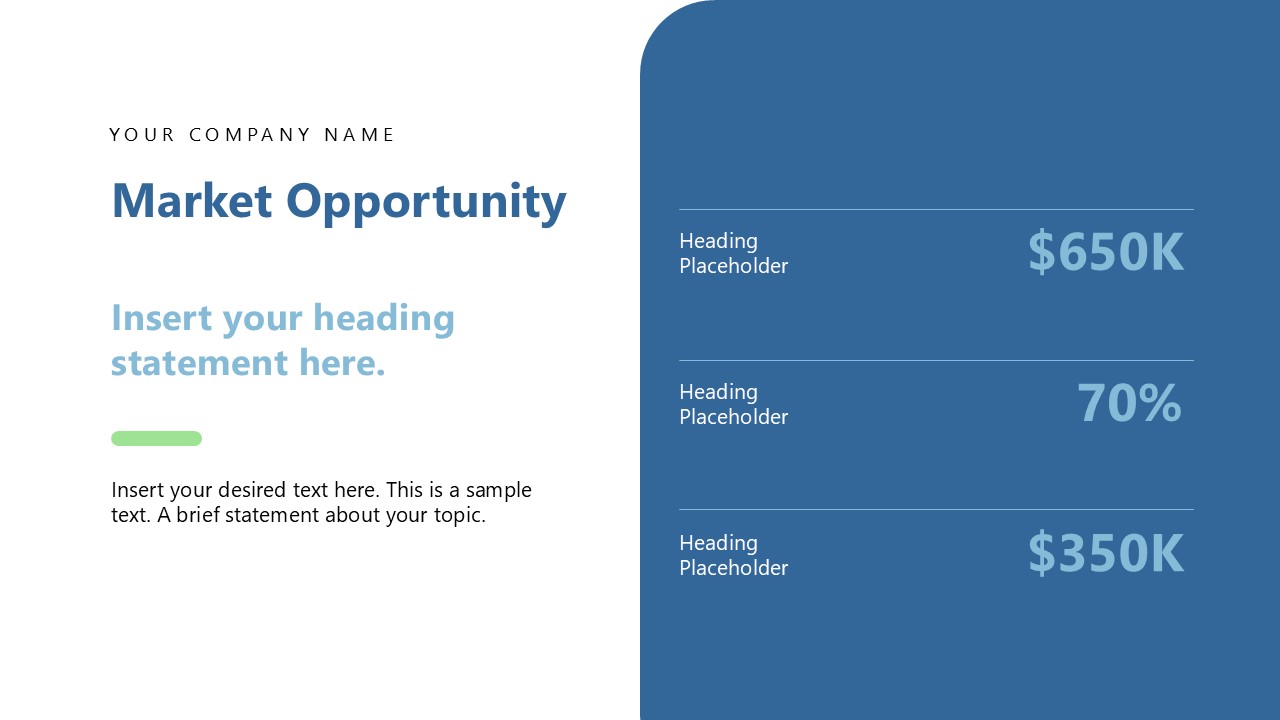 YOUR COMPANY NAME
Market Opportunity
Insert your heading
statement here.
Insert your desired text here. This is a sample
text. A brief statement about your topic.
Heading
Placeholder
$650K
Heading
Placeholder
70%
Heading
Placeholder
$350K